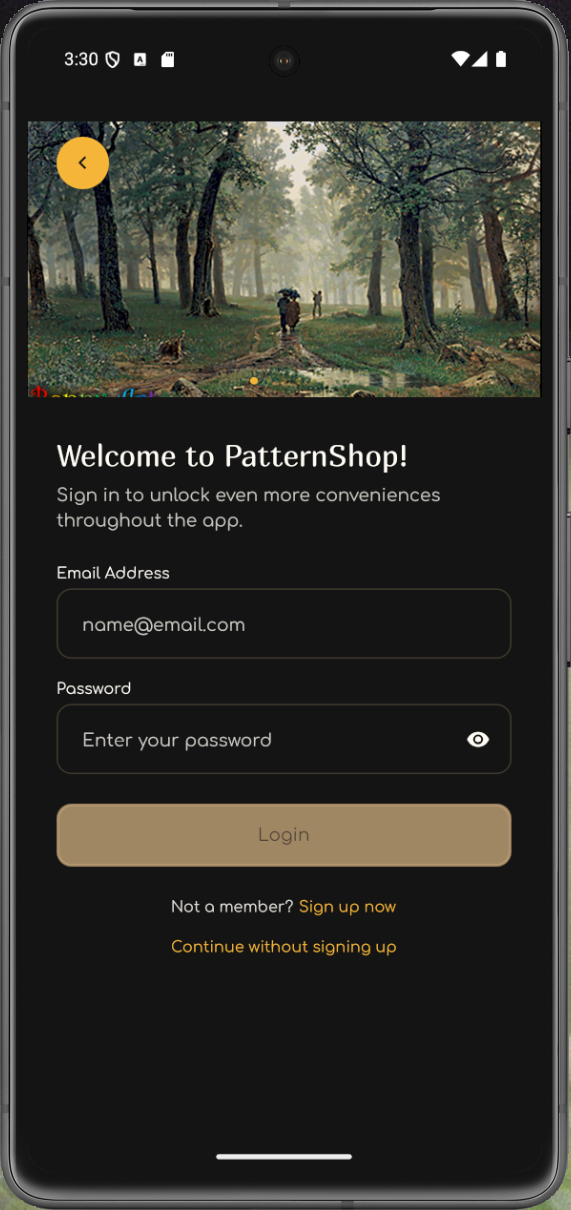 3:30
Welcome to PatternShop!
Sign in to unlock even more conveniences
throughout the app.
Email Address
name@email.com
Password
Enter your password
Login
Not a member? Sign up now
Continue without signing up